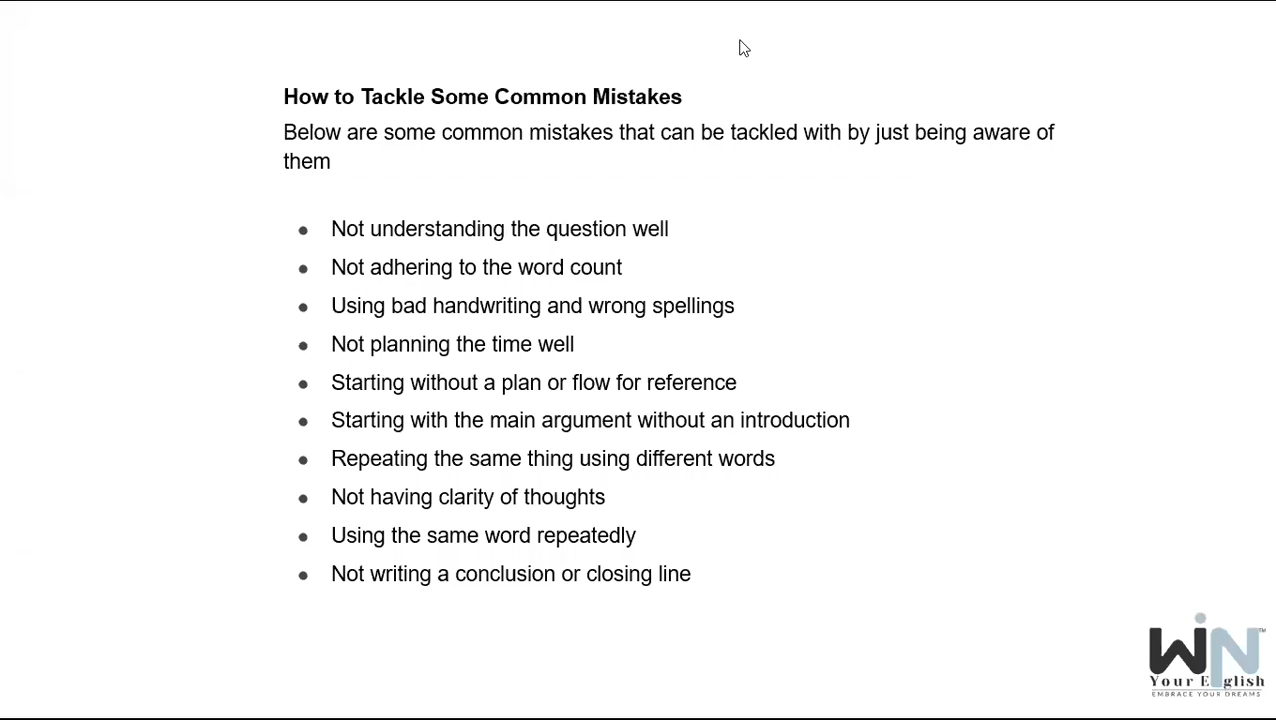 How to Tackle Some Common Mistakes
Below are some common mistakes that can be tackled with by just being aware of
them
● Not understanding the question well
● Not adhering to the word count
● Using bad handwriting and wrong spellings
● Not planning the time well
● Starting without a plan or flow for reference
● Starting with the main argument without an introduction
● Repeating the same thing using different words
● Not having clarity of thoughts
● Using the same word repeatedly
● Not writing a conclusion or closing line
WiN™
Your English
EMBRACE YOUR DREAMS